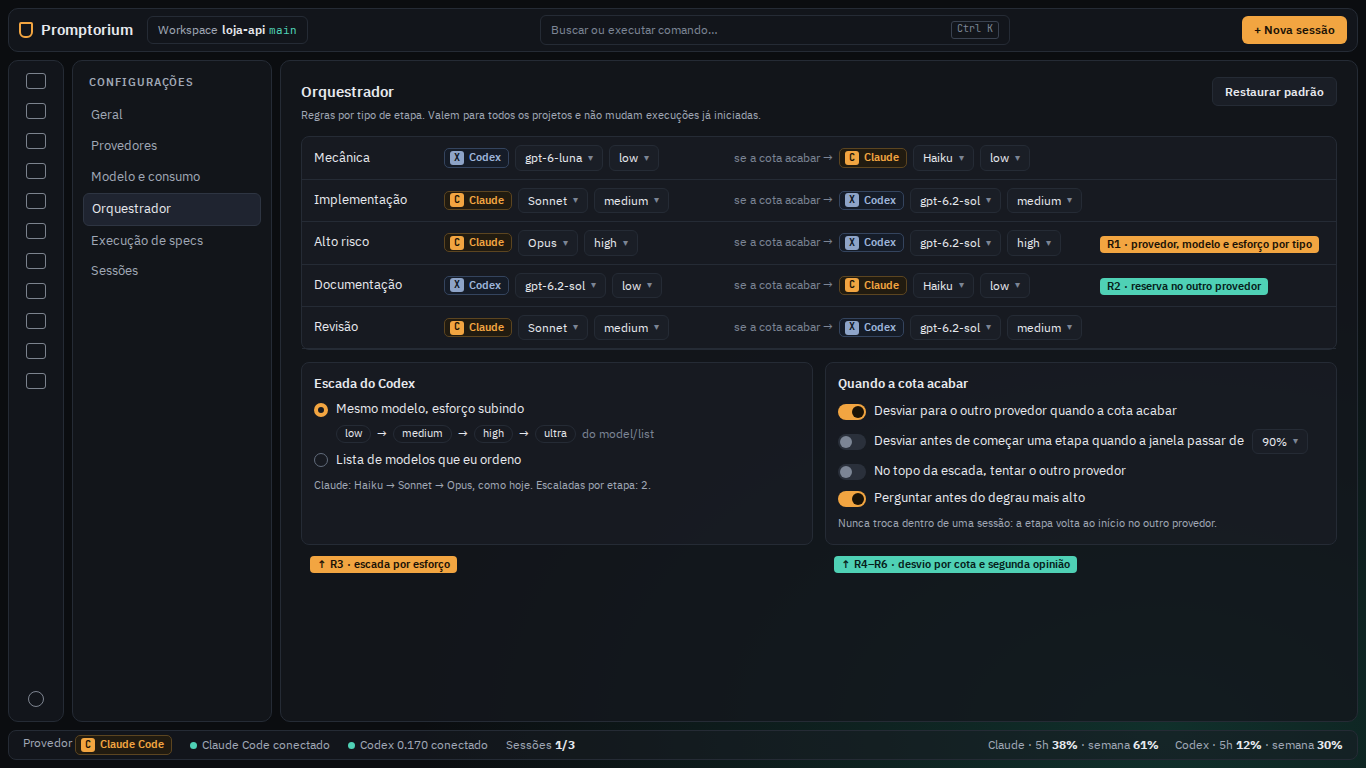 Promptorium Workspace loja-api main Buscar ou executar comando... Ctrl K + Nova sessão
CONFIGURAÇÕES
Geral
Provedores
Modelo e consumo
Orquestrador
Execução de specs
Sessões
Orquestrador Restaurar padrão
Regras por tipo de etapa. Valem para todos os projetos e não mudam execuções já iniciadas.
Mecânica X Codex gpt-6-luna ▾ low ▾ se a cota acabar → C Claude Haiku ▾ low ▾
Implementação C Claude Sonnet ▾ medium ▾ se a cota acabar → X Codex gpt-6.2-sol ▾ medium ▾
Alto risco C Claude Opus ▾ high ▾ se a cota acabar → X Codex gpt-6.2-sol ▾ high ▾ R1 · provedor, modelo e esforço por tipo
Documentação X Codex gpt-6.2-sol ▾ low ▾ se a cota acabar → C Claude Haiku ▾ low ▾ R2 · reserva no outro provedor
Revisão C Claude Sonnet ▾ medium ▾ se a cota acabar → X Codex gpt-6.2-sol ▾ medium ▾
Escada do Codex
Mesmo modelo, esforço subindo
low → medium → high → ultra do model/list
Lista de modelos que eu ordeno
Claude: Haiku → Sonnet → Opus, como hoje. Escaladas por etapa: 2.
↑ R3 · escada por esforço
Quando a cota acabar
Desviar para o outro provedor quando a cota acabar
Desviar antes de começar uma etapa quando a janela passar de 90% ▾
No topo da escada, tentar o outro provedor
Perguntar antes do degrau mais alto
Nunca troca dentro de uma sessão: a etapa volta ao início no outro provedor.
↑ R4–R6 · desvio por cota e segunda opinião
Provedor C Claude Code Claude Code conectado Codex 0.170 conectado Sessões 1/3 Claude · 5h 38% · semana 61% Codex · 5h 12% · semana 30%